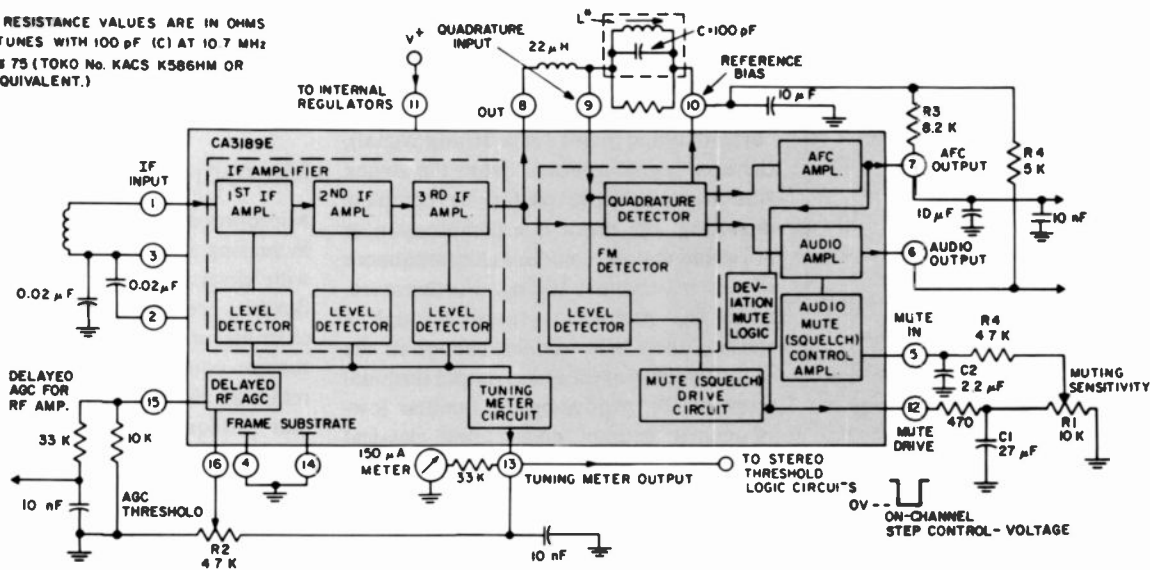 RESISTANCE VALUES ARE IN OHMS
TUNES WITH 100 pF (C) AT 10.7 MHz
75 (TOKO No. KACS K586HM OR
EQUIVALENT.)
V+
QUADRATURE
INPUT
L*
C=100 pF
22 µH
REFERENCE
BIAS
TO INTERNAL
REGULATORS
11
OUT
8
9
10
10 µF
R3
8.2 K
R4
5 K
CA3189E
IF
INPUT
1
3
2
0.02 µF
0.02 µF
IF AMPLIFIER
1ST IF
AMPL.
2ND IF
AMPL.
3RD IF
AMPL.
LEVEL
DETECTOR
LEVEL
DETECTOR
LEVEL
DETECTOR
QUADRATURE
DETECTOR
FM
DETECTOR
LEVEL
DETECTOR
AFC
AMPL.
7
AFC
OUTPUT
10 µF
10 nF
AUDIO
AMPL.
6
AUDIO
OUTPUT
DEV-
IATION
MUTE
LOGIC
AUDIO
MUTE
(SQUELCH)
CONTROL
AMPL.
MUTE
IN
5
R4
47 K
C2
2.2 µF
MUTING
SENSITIVITY
DELAYED
AGC FOR
RF AMP.
15
DELAYED
RF AGC
TUNING
METER
CIRCUIT
MUTE (SQUELCH)
DRIVE
CIRCUIT
12
MUTE
DRIVE
470
C1
27 µF
R1
10 K
33 K
10K
FRAME
SUBSTRATE
16
4
14
150 µA
METER
33K
13
TUNING METER OUTPUT
TO STEREO
THRESHOLD
LOGIC CIRCUITS
10 nF
AGC
THRESHOLD
R2
47 K
10 nF
0V
ON-CHANNEL
STEP CONTROL-VOLTAGE